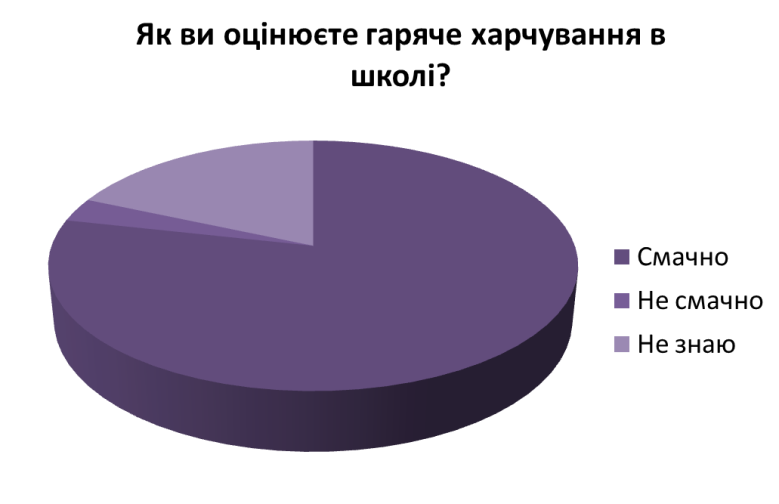 Як ви оцінюєте гаряче харчування в
школі?
Смачно
Не смачно
Не знаю